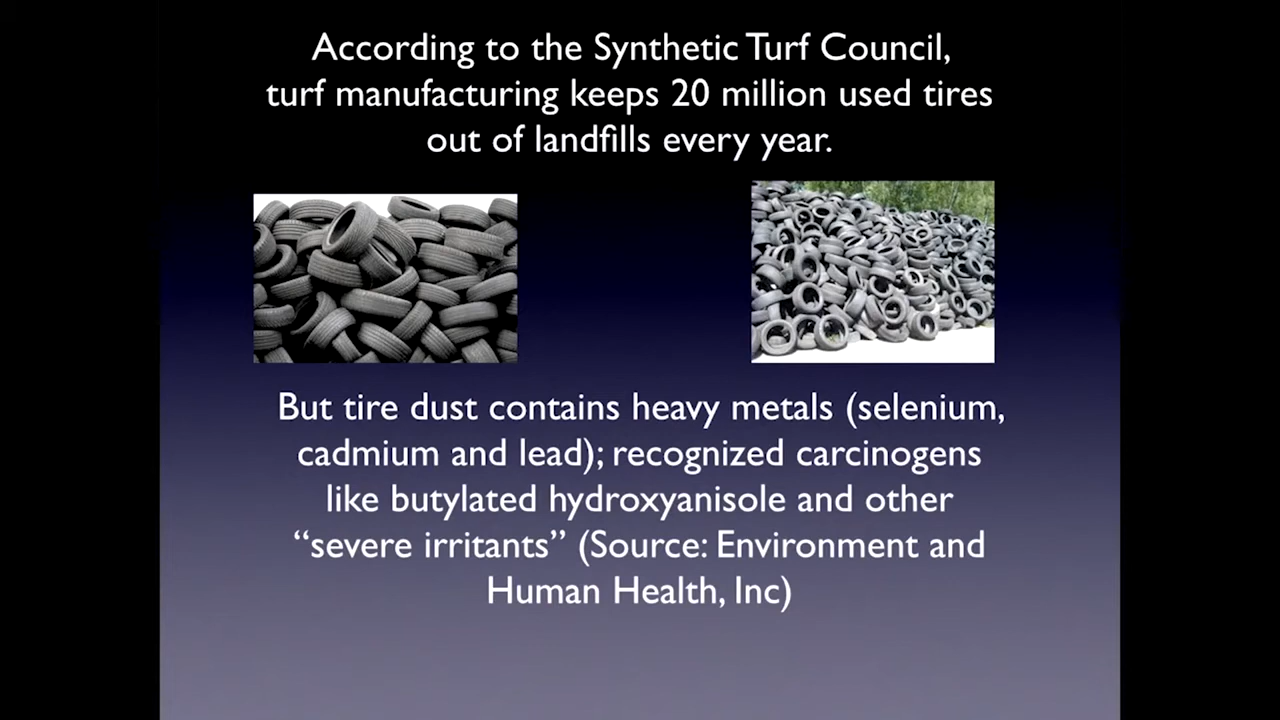 According to the Synthetic Turf Council,
turf manufacturing keeps 20 million used tires
out of landfills every year.
But tire dust contains heavy metals (selenium,
cadmium and lead); recognized carcinogens
like butylated hydroxyanisole and other
“severe irritants” (Source: Environment and
Human Health, Inc)